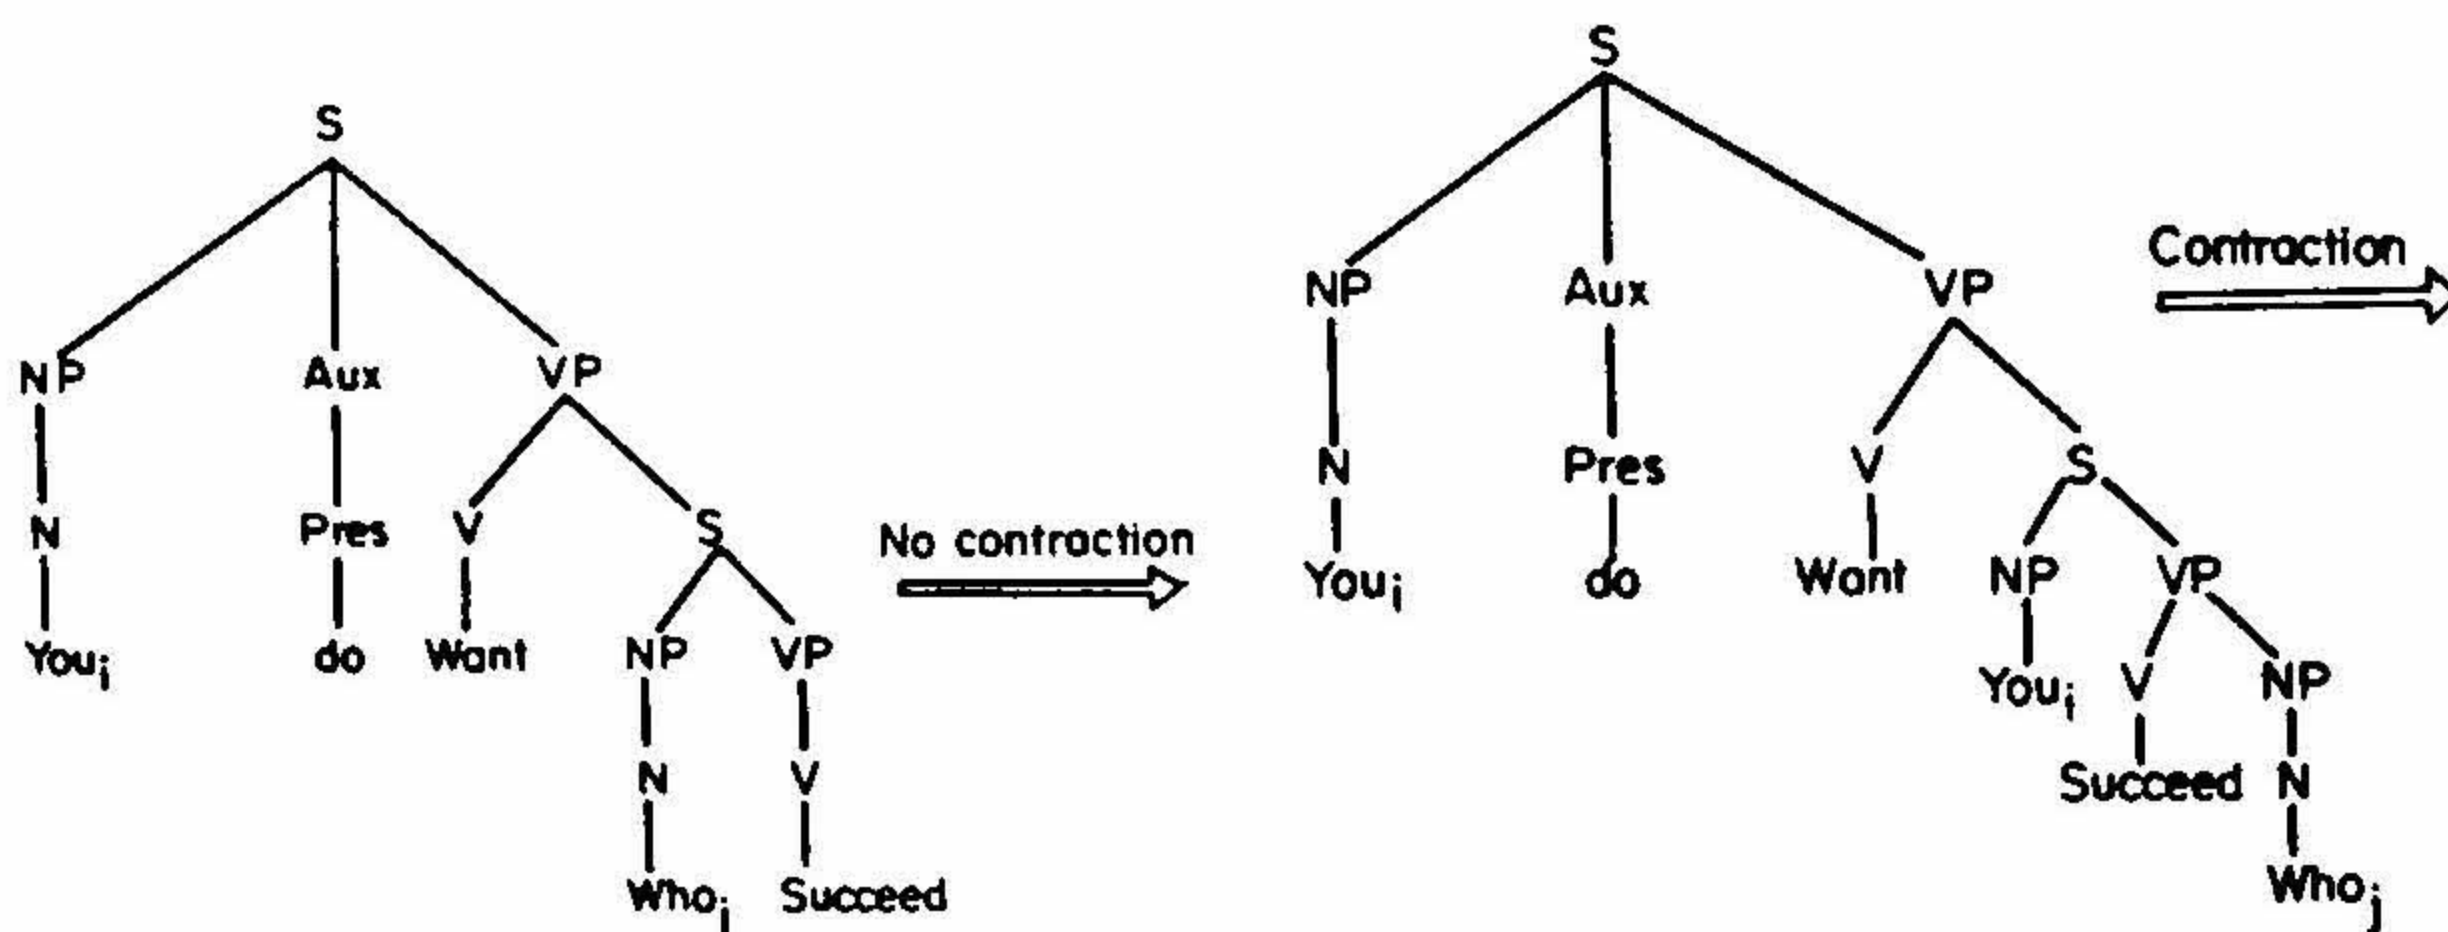 S
NP Aux VP
N Pres V S
Youi do Want NP VP
N V
Whoj Succeed
No contraction
S
NP Aux VP
N Pres V S
Youi do Want NP VP
Youi V NP
Succeed N
Whoj
Contraction